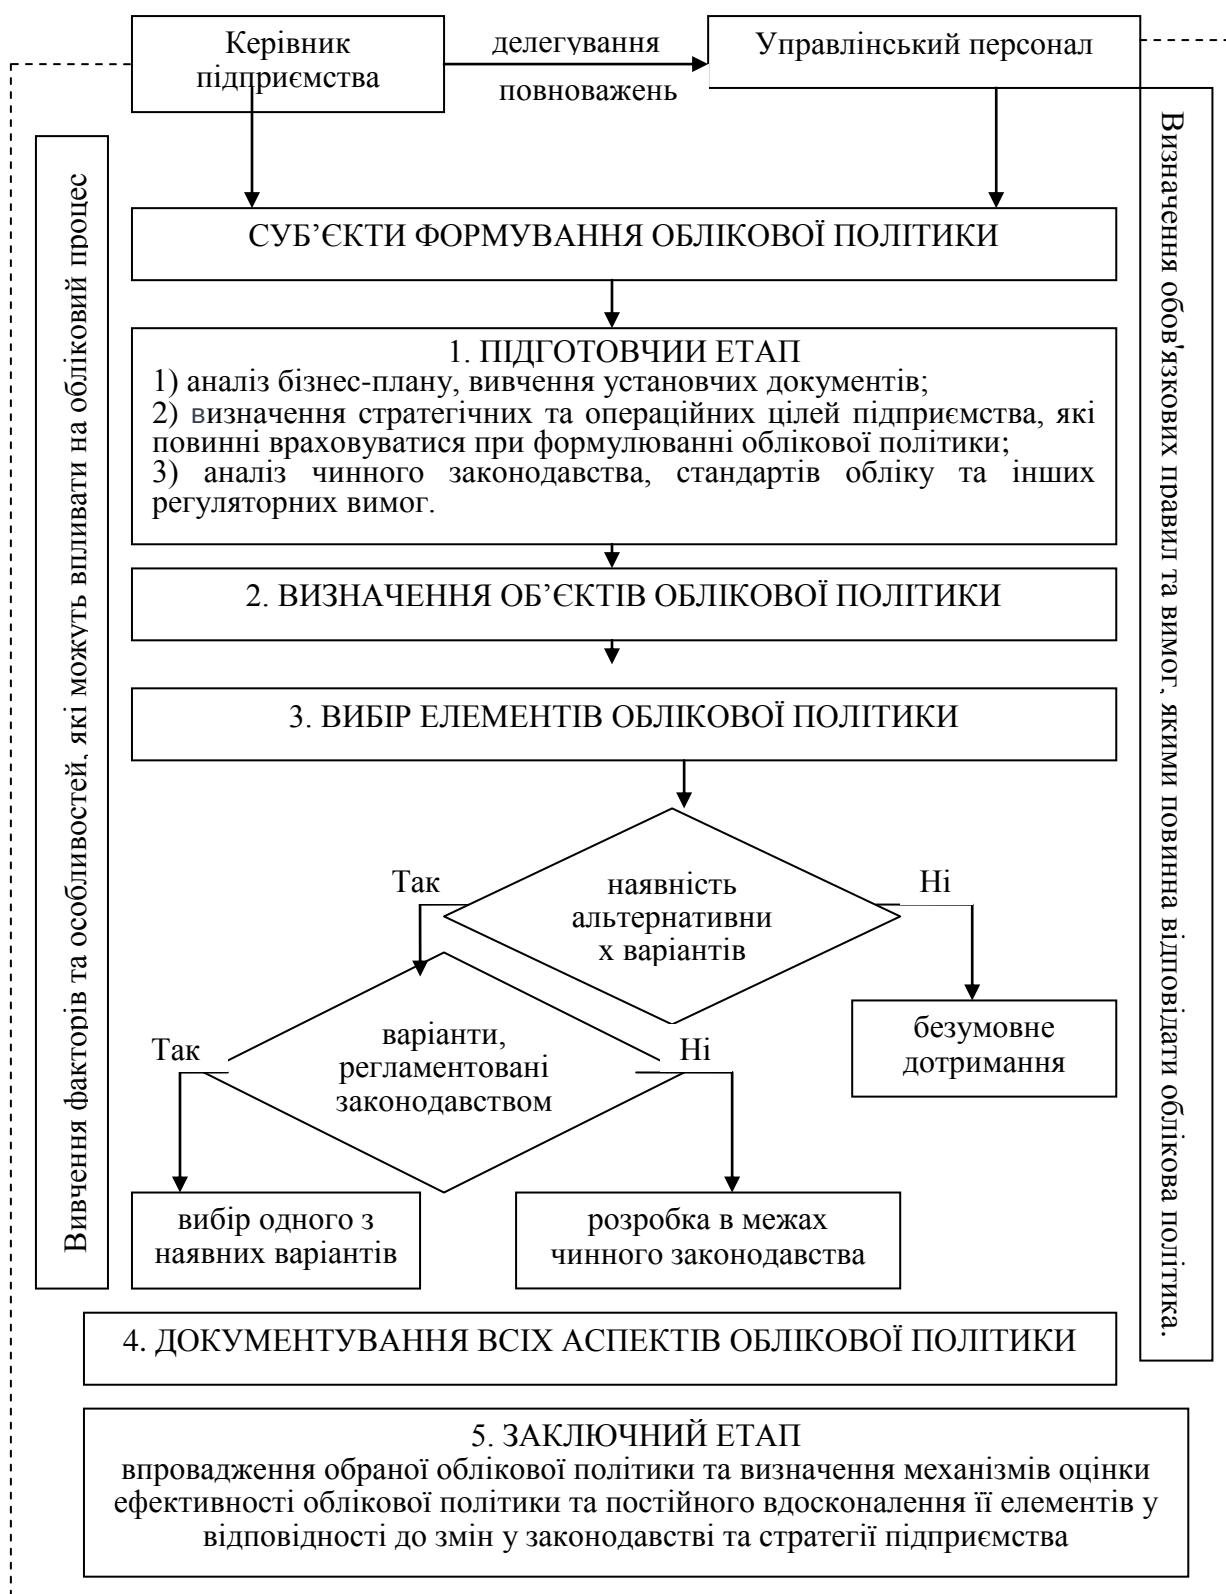 Керівник
підприємства
делегування
повноважень
Управлінський персонал
Вивчення факторів та особливостей, які можуть впливати на обліковий процес
Визначення обов'язкових правил та вимог, якими повинна відповідати облікова політика.
СУБ’ЄКТИ ФОРМУВАННЯ ОБЛІКОВОЇ ПОЛІТИКИ
1. ПІДГОТОВЧИИ ЕТАП
1) аналіз бізнес-плану, вивчення установчих документів;
2) визначення стратегічних та операційних цілей підприємства, які
повинні враховуватися при формулюванні облікової політики;
3) аналіз чинного законодавства, стандартів обліку та інших
регуляторних вимог.
2. ВИЗНАЧЕННЯ ОБ’ЄКТІВ ОБЛІКОВОЇ ПОЛІТИКИ
3. ВИБІР ЕЛЕМЕНТІВ ОБЛІКОВОЇ ПОЛІТИКИ
Так
наявність
альтернативни
х варіантів
Ні
безумовне
дотримання
Так
варіанти,
регламентовані
законодавством
Ні
вибір одного з
наявних варіантів
розробка в межах
чинного законодавства
4. ДОКУМЕНТУВАННЯ ВСІХ АСПЕКТІВ ОБЛІКОВОЇ ПОЛІТИКИ
5. ЗАКЛЮЧНИЙ ЕТАП
впровадження обраної облікової політики та визначення механізмів оцінки
ефективності облікової політики та постійного вдосконалення її елементів у
відповідності до змін у законодавстві та стратегії підприємства